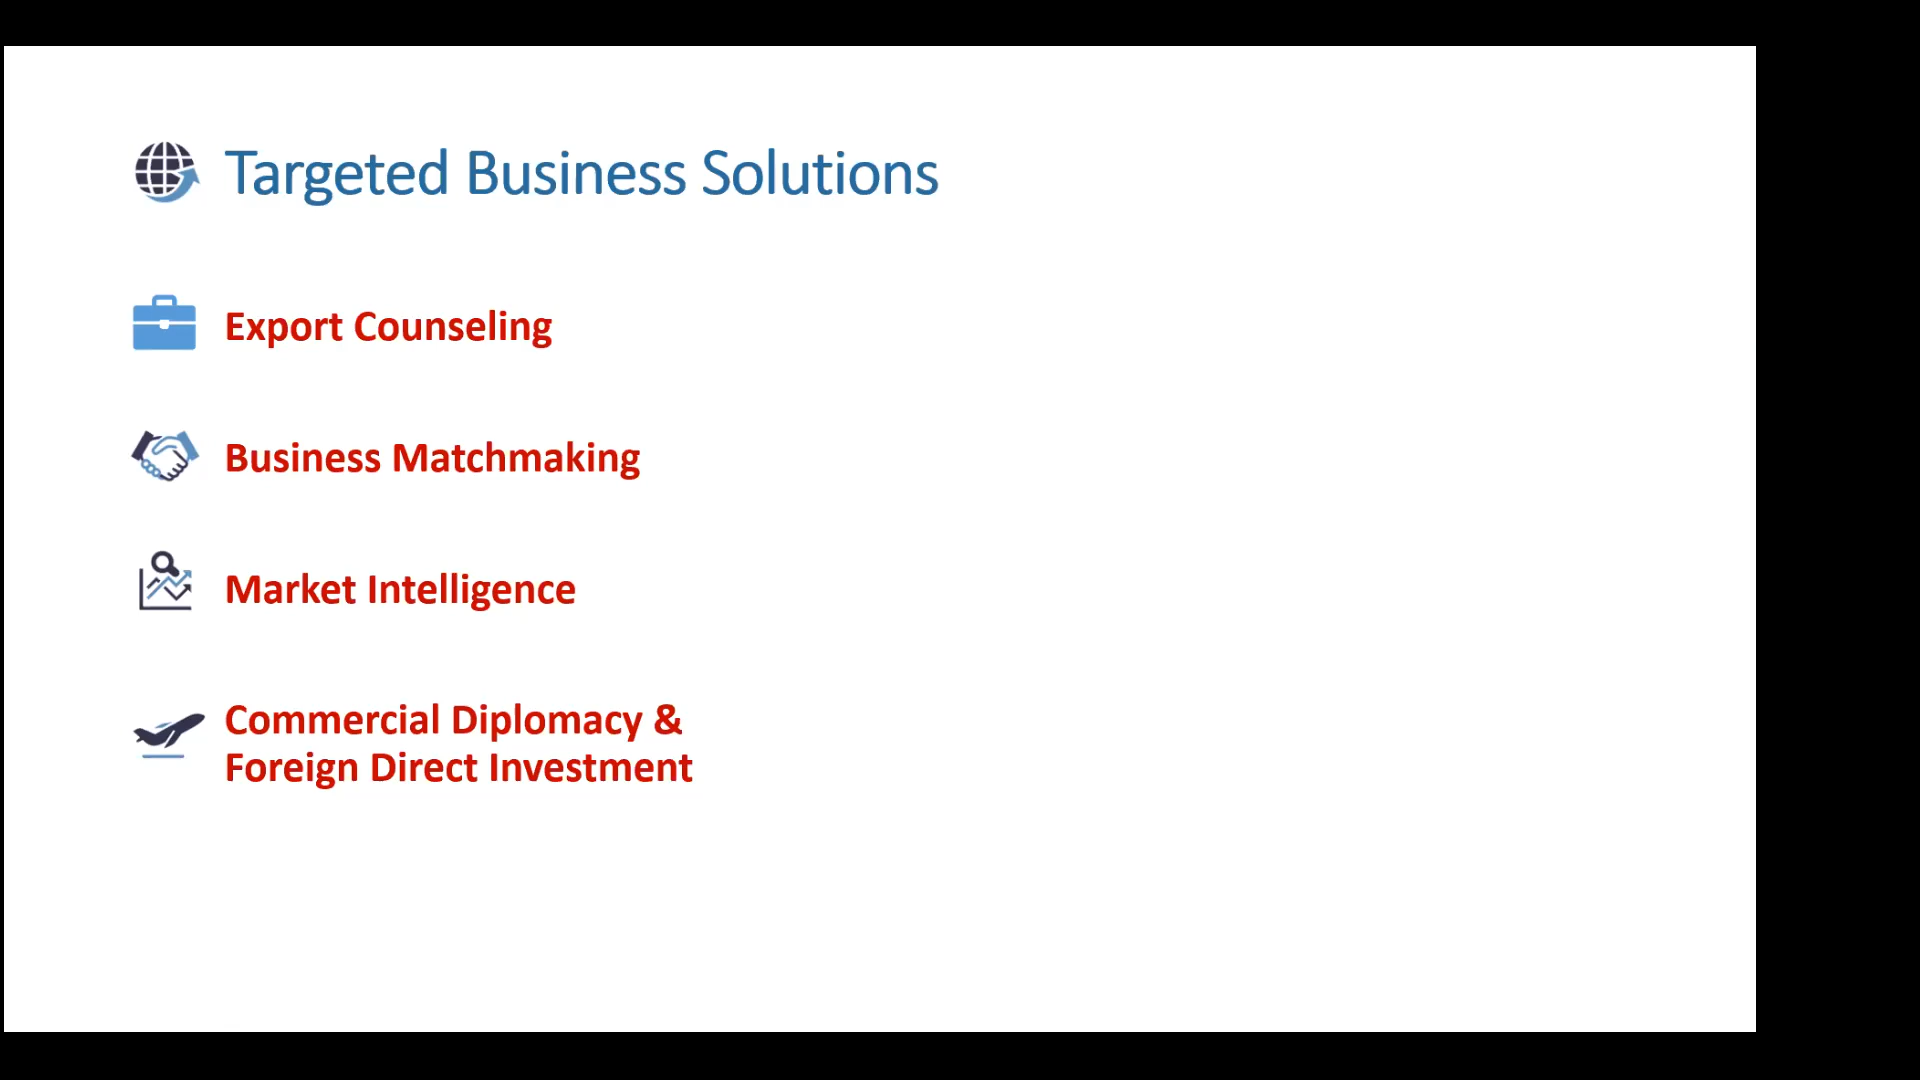 Targeted Business Solutions
Export Counseling
Business Matchmaking
Market Intelligence
Commercial Diplomacy &
Foreign Direct Investment